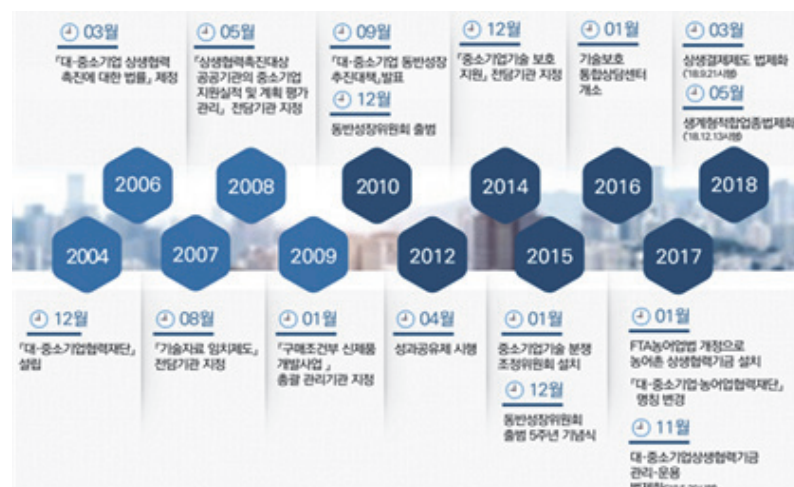 03월
「대·중소기업 상생협력
촉진에 대한 법률」 제정
05월
「상생협력촉진대상
공공기관의 중소기업
지원실적 및 계획 평가
관리」 전담기관 지정
09월
「대·중소기업 동반성장
추진대책」발표
12월
동반성장위원회 출범
12월
「중소기업기술 보호
지원」 전담기관 지정
01월
기술보호
통합상담센터
개소
03월
상생결제제도 법제화
('18.9.21시행)
05월
생계형적합업종법제화
('18.12.13시행)
2006
2008
2010
2014
2016
2018
2004
2007
2009
2012
2015
2017
12월
「대·중소기업협력재단」
설립
08월
「기술자료 임치제도」
전담기관 지정
01월
「구매조건부 신제품
개발사업」
총괄 관리기관 지정
04월
성과공유제 시행
01월
중소기업기술 분쟁
조정위원회 설치
12월
동반성장위원회
출범 5주년 기념식
01월
FTA농어업법 개정으로
농어촌 상생협력기금 설치
「대·중소기업·농어업협력재단」
명칭 변경
11월
대·중소기업상생협력기금
관리·운용